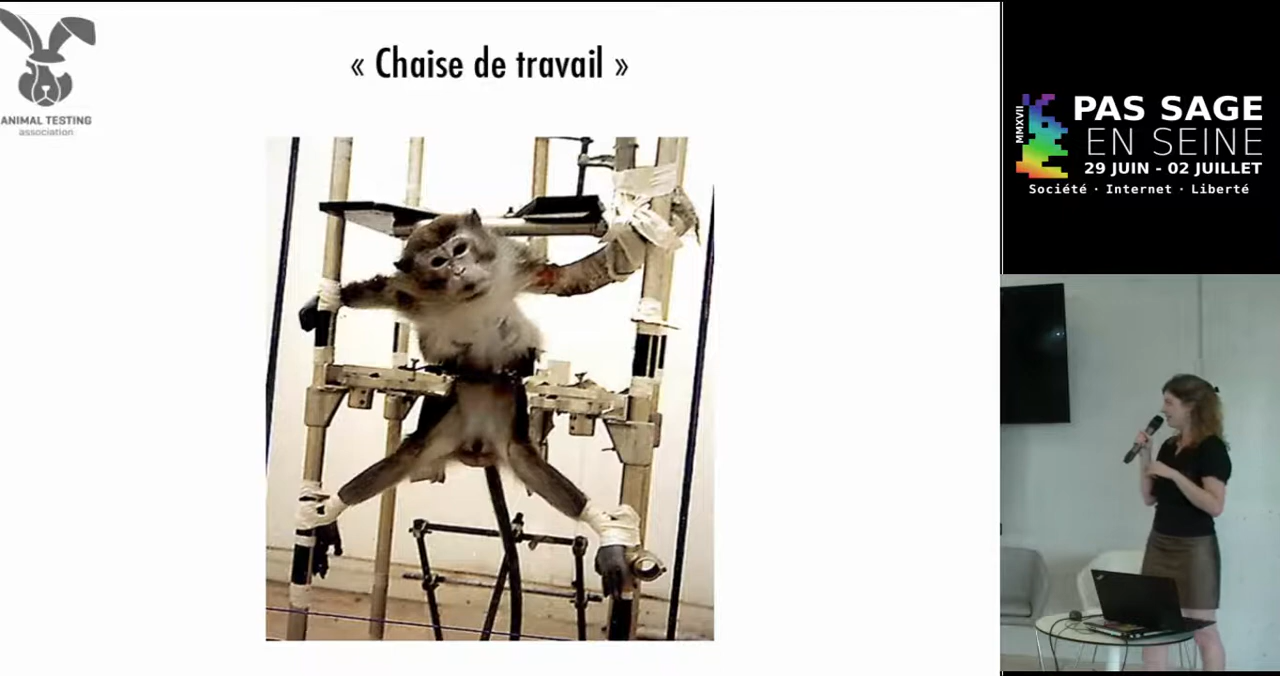 « Chaise de travail »
ANIMAL TESTING
association
MMXVII
PAS SAGE
EN SEINE
29 JUIN - 02 JUILLET
Société · Internet · Liberté